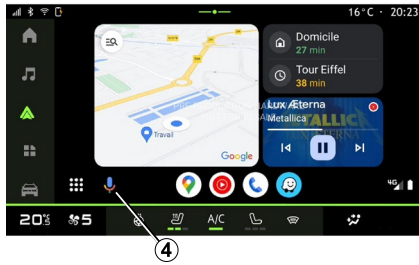 16°C · 20:23
Domicile
27 min
Tour Eiffel
38 min
Lux Æterna
Metallica
METALLICA
Travail
Google
4G
20.5 5 A/C
4